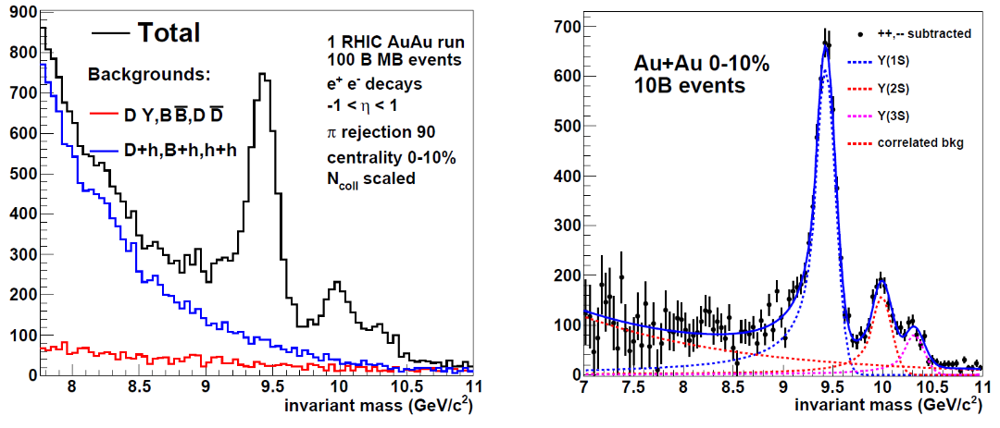 900
800
700
600
500
400
300
200
100
0
Total
Backgrounds:
D Y,B B̅,D D̅
D+h,B+h,h+h
1 RHIC AuAu run
100 B MB events
e⁺ e⁻ decays
-1 < η < 1
π rejection 90
centrality 0-10%
N_coll scaled
8 8.5 9 9.5 10 10.5 11
invariant mass (GeV/c²)
700
600
500
400
300
200
100
0
Au+Au 0-10%
10B events
++,-- subtracted
Y(1S)
Y(2S)
Y(3S)
correlated bkg
7 7.5 8 8.5 9 9.5 10 10.5 11
invariant mass (GeV/c²)